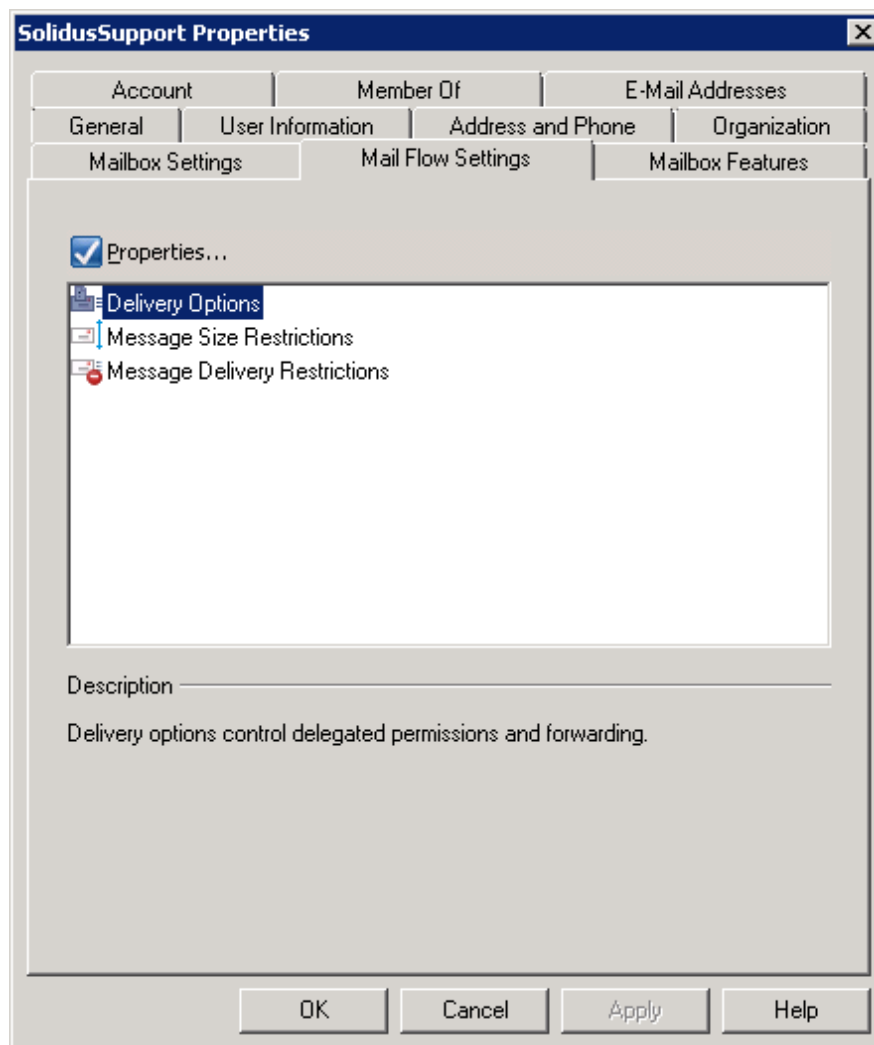 SolidusSupport Properties
Account Member Of E-Mail Addresses
General User Information Address and Phone Organization
Mailbox Settings Mail Flow Settings Mailbox Features
Properties...
Delivery Options
Message Size Restrictions
Message Delivery Restrictions
Description
Delivery options control delegated permissions and forwarding.
OK Cancel Apply Help